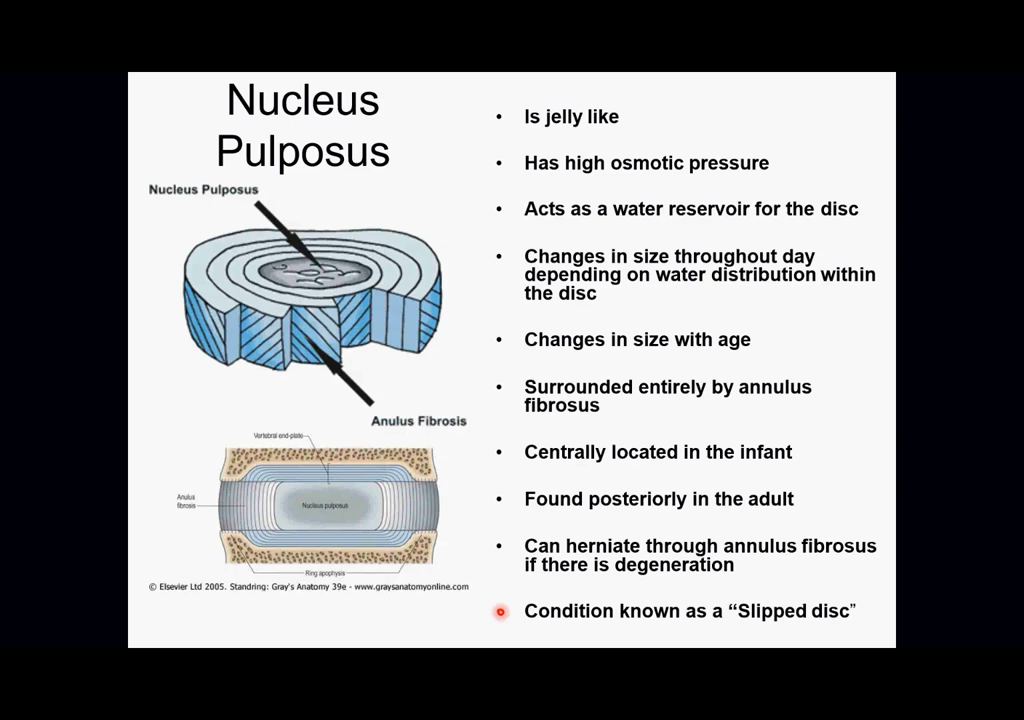 Nucleus
Pulposus
Nucleus Pulposus
Anulus Fibrosis
Vertebral end-plate
Anulus
fibrosis
Nucleus pulposus
Ring apophysis
© Elsevier Ltd 2005. Standring: Gray's Anatomy 39e - www.graysanatomyonline.com
• Is jelly like
• Has high osmotic pressure
• Acts as a water reservoir for the disc
• Changes in size throughout day
depending on water distribution within
the disc
• Changes in size with age
• Surrounded entirely by annulus
fibrosus
• Centrally located in the infant
• Found posteriorly in the adult
• Can herniate through annulus fibrosus
if there is degeneration
• Condition known as a “Slipped disc”